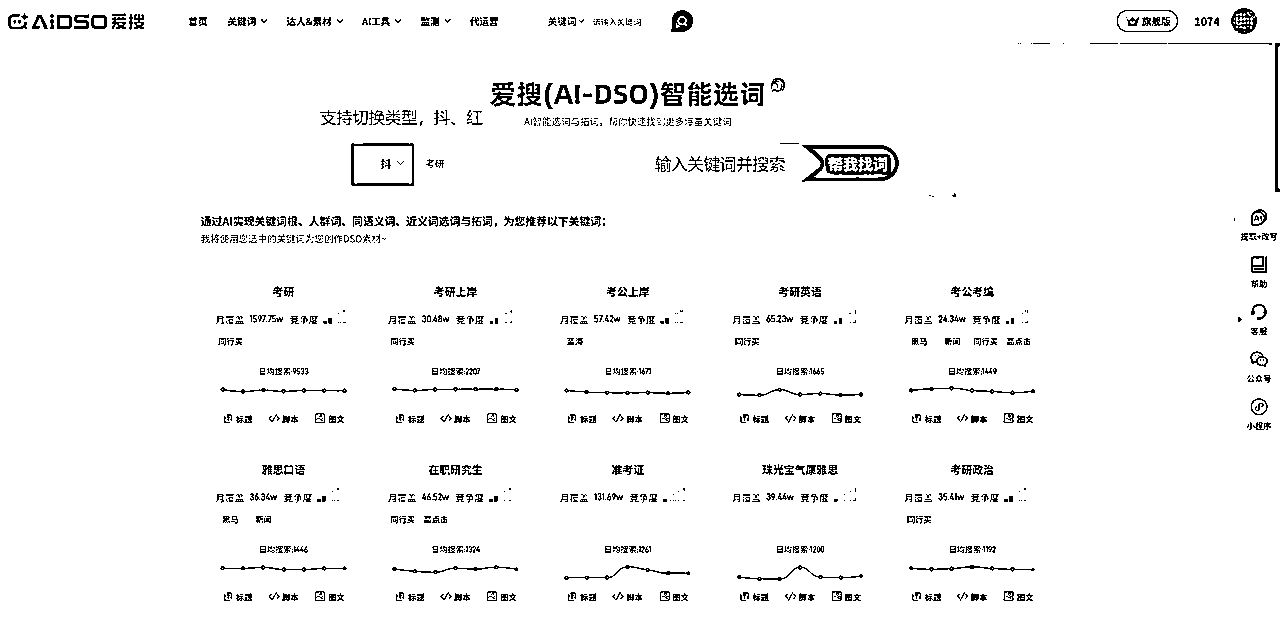 AIDSO爱搜 首页 关键词 达人&素材 AI工具 监测 代运营 关键词 请输入关键词 旗舰版 1074
爱搜(AI-DSO)智能选词
支持切换类型，抖、红
AI智能选词与拓词，帮你快速找到更多海量关键词
抖 考研 输入关键词并搜索 帮我找词
通过AI实现关键词根、人群词、同语义词、近义词选词与拓词，为您推荐以下关键词：
我将使用您选中的关键词为您创作DSO素材~
考研 考研上岸 考公上岸 考研英语 考公考编
月覆盖 1597.75w 竞争度 月覆盖 30.48w 竞争度 月覆盖 57.42w 竞争度 月覆盖 65.23w 竞争度 月覆盖 24.34w 竞争度
同行买 同行买 蓝海 同行买 黑马 新闻 同行买 高点击
日均搜索:9533 日均搜索:2207 日均搜索:1671 日均搜索:1665 日均搜索:1449
标题 脚本 图文 标题 脚本 图文 标题 脚本 图文 标题 脚本 图文 标题 脚本 图文
雅思口语 在职研究生 准考证 珠光宝气原雅思 考研政治
月覆盖 36.34w 竞争度 月覆盖 46.52w 竞争度 月覆盖 131.69w 竞争度 月覆盖 39.44w 竞争度 月覆盖 35.41w 竞争度
黑马 新闻 同行买 高点击 同行买
日均搜索:1446 日均搜索:1324 日均搜索:1261 日均搜索:1200 日均搜索:1192
标题 脚本 图文 标题 脚本 图文 标题 脚本 图文 标题 脚本 图文 标题 脚本 图文
提取+改写
帮助
客服
公众号
小程序